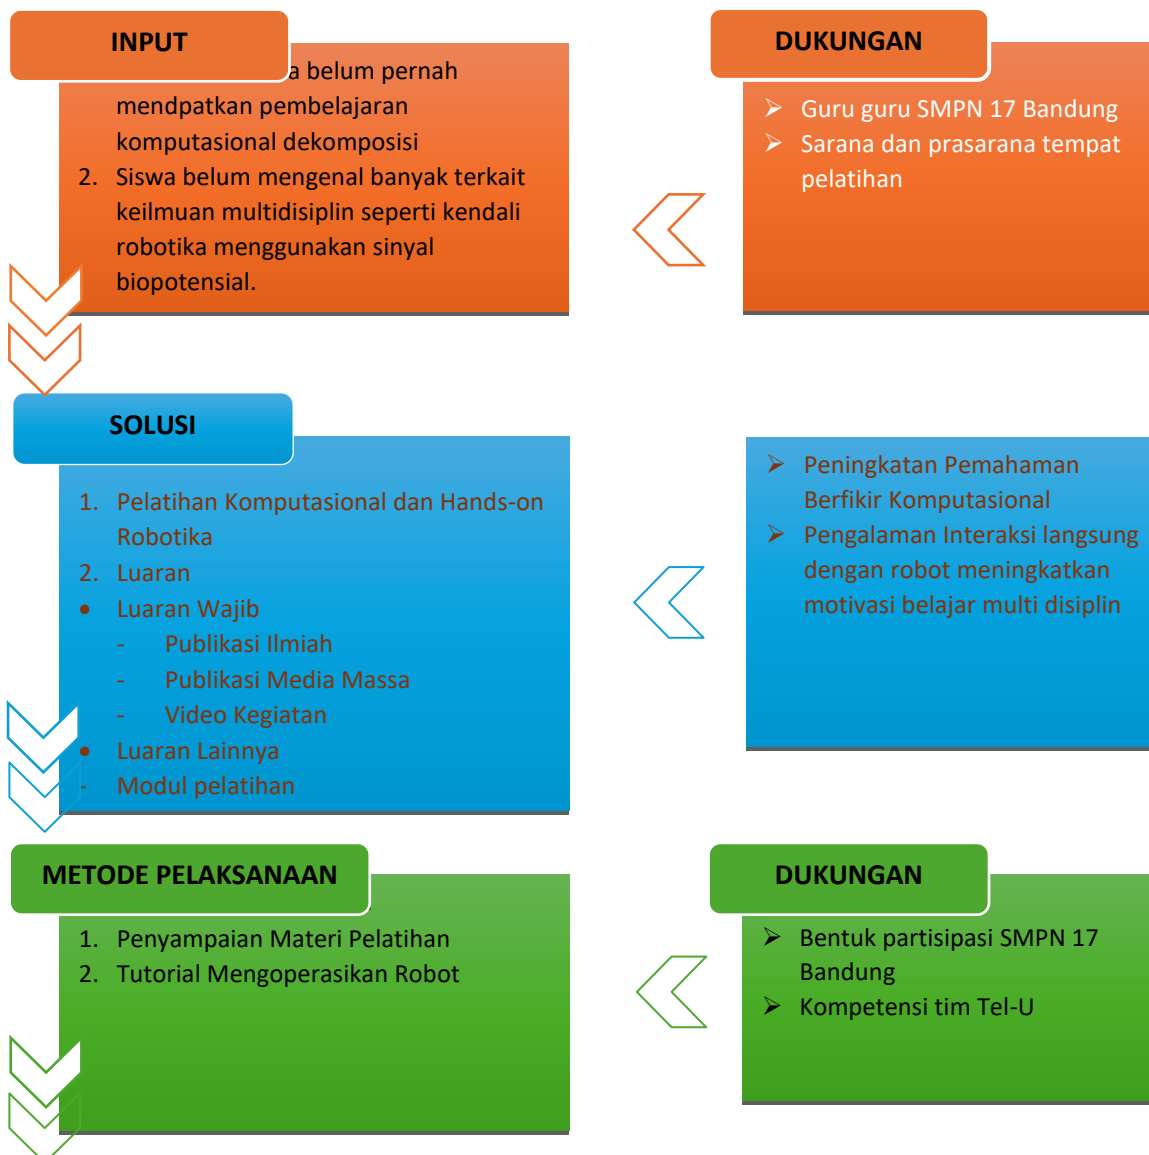 INPUT
a belum pernah
mendpatkan pembelajaran
komputasional dekomposisi
2. Siswa belum mengenal banyak terkait
keilmuan multidisiplin seperti kendali
robotika menggunakan sinyal
biopotensial.
DUKUNGAN
➢ Guru guru SMPN 17 Bandung
➢ Sarana dan prasarana tempat
pelatihan
SOLUSI
1. Pelatihan Komputasional dan Hands-on
Robotika
2. Luaran
• Luaran Wajib
- Publikasi Ilmiah
- Publikasi Media Massa
- Video Kegiatan
• Luaran Lainnya
- Modul pelatihan
➢ Peningkatan Pemahaman
Berfikir Komputasional
➢ Pengalaman Interaksi langsung
dengan robot meningkatkan
motivasi belajar multi disiplin
METODE PELAKSANAAN
1. Penyampaian Materi Pelatihan
2. Tutorial Mengoperasikan Robot
DUKUNGAN
➢ Bentuk partisipasi SMPN 17
Bandung
➢ Kompetensi tim Tel-U